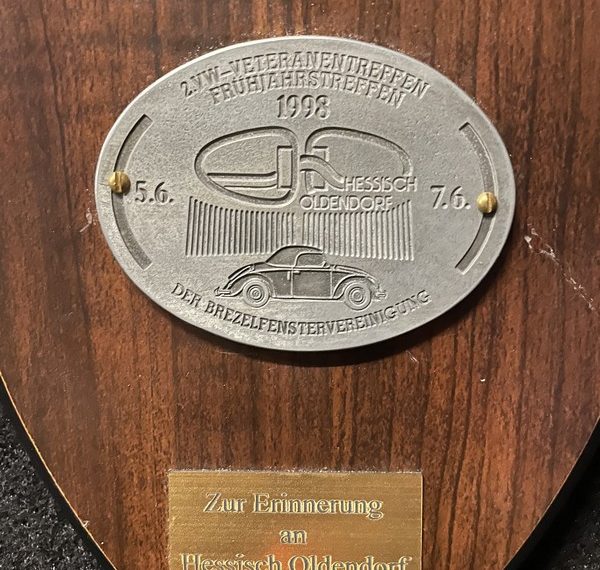 2.VW-VETERANENTREFFEN
FRÜHJAHRSTREFFEN
1998
HESSISCH
OLDENDORF
5.6.
7.6.
DER BREZELFENSTERVEREINIGUNG
Zur Erinnerung
an
Hessisch Oldendorf